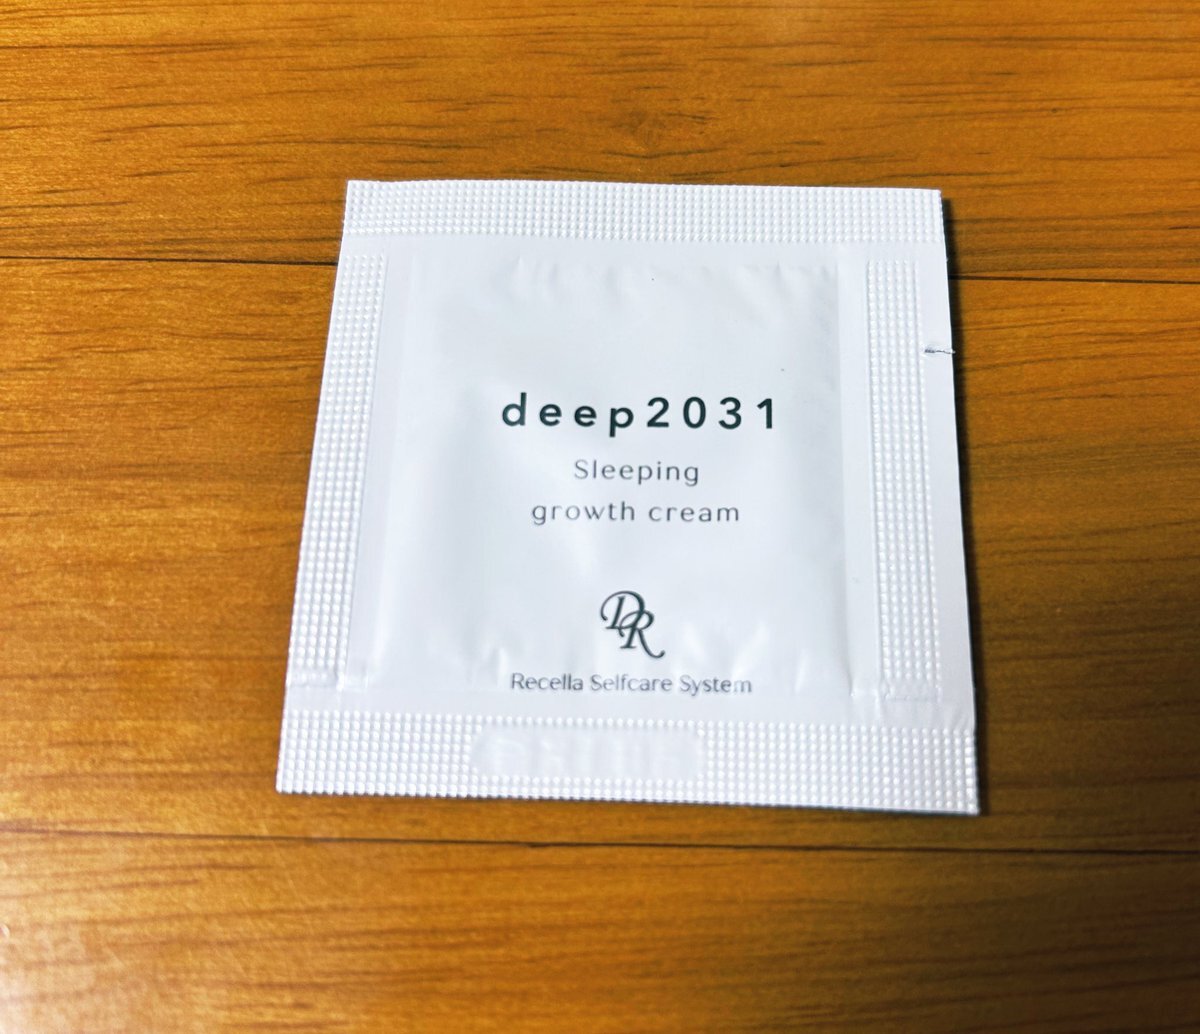 deep2031
Sleeping
growth cream
DR
Recella Selfcare System